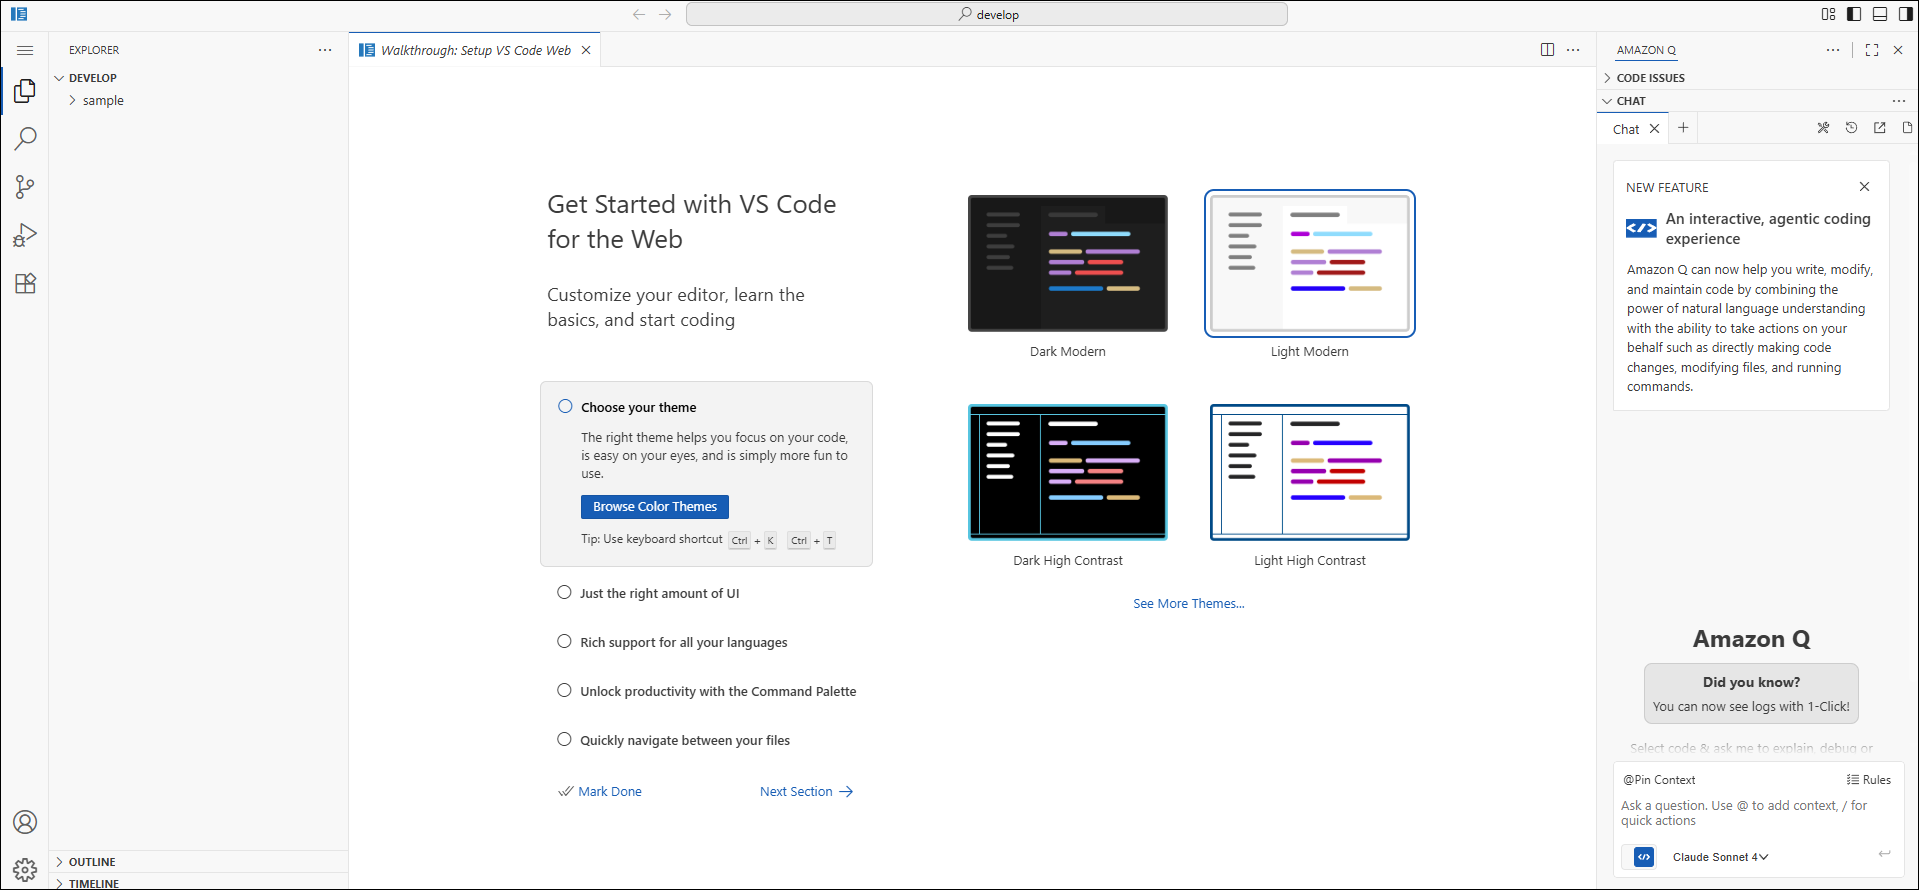 develop
EXPLORER
DEVELOP
sample
OUTLINE
TIMELINE
Walkthrough: Setup VS Code Web
Get Started with VS Code
for the Web
Customize your editor, learn the
basics, and start coding
Choose your theme
The right theme helps you focus on your code,
is easy on your eyes, and is simply more fun to
use.
Browse Color Themes
Tip: Use keyboard shortcut Ctrl + K Ctrl + T
Just the right amount of UI
Rich support for all your languages
Unlock productivity with the Command Palette
Quickly navigate between your files
Mark Done
Next Section
Dark Modern
Light Modern
Dark High Contrast
Light High Contrast
See More Themes...
AMAZON Q
CODE ISSUES
CHAT
Chat
NEW FEATURE
An interactive, agentic coding
experience
Amazon Q can now help you write, modify,
and maintain code by combining the
power of natural language understanding
with the ability to take actions on your
behalf such as directly making code
changes, modifying files, and running
commands.
Amazon Q
Did you know?
You can now see logs with 1-Click!
Select code & ask me to explain, debug or
@Pin Context
Rules
Ask a question. Use @ to add context, / for
quick actions
Claude Sonnet 4